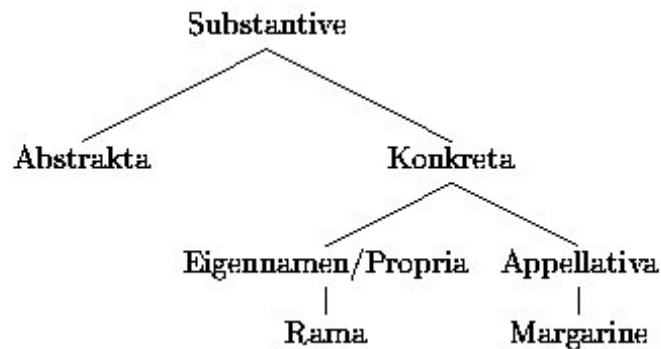 Substantive
Abstrakta Konkreta
Eigennamen/Propria Appellativa
Rama Margarine